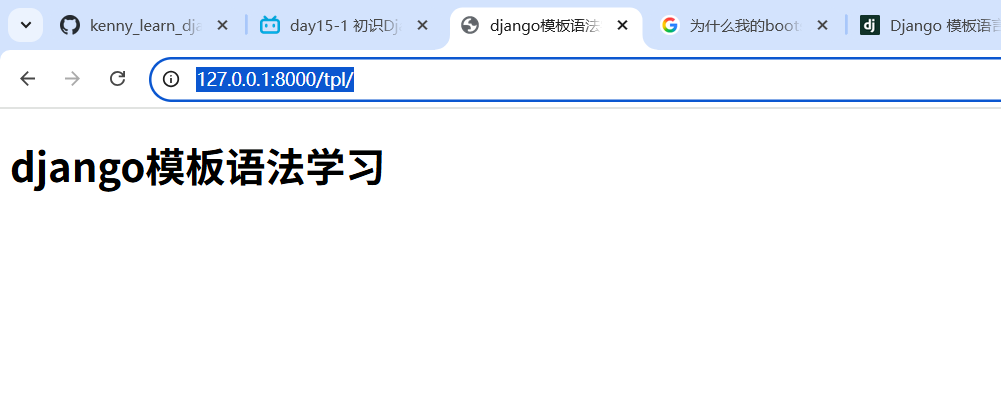 kenny_learn_dja
day15-1 初识Dj
django模板语法
为什么我的boot
Django 模板语言
127.0.0.1:8000/tpl/
django模板语法学习